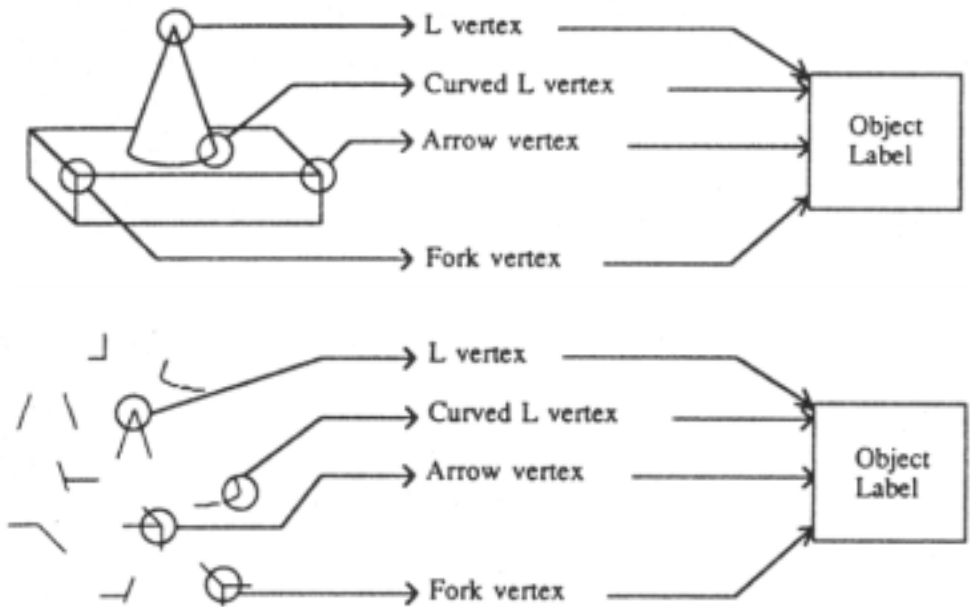 L vertex
Curved L vertex
Arrow vertex
Fork vertex
Object
Label
L vertex
Curved L vertex
Arrow vertex
Fork vertex
Object
Label